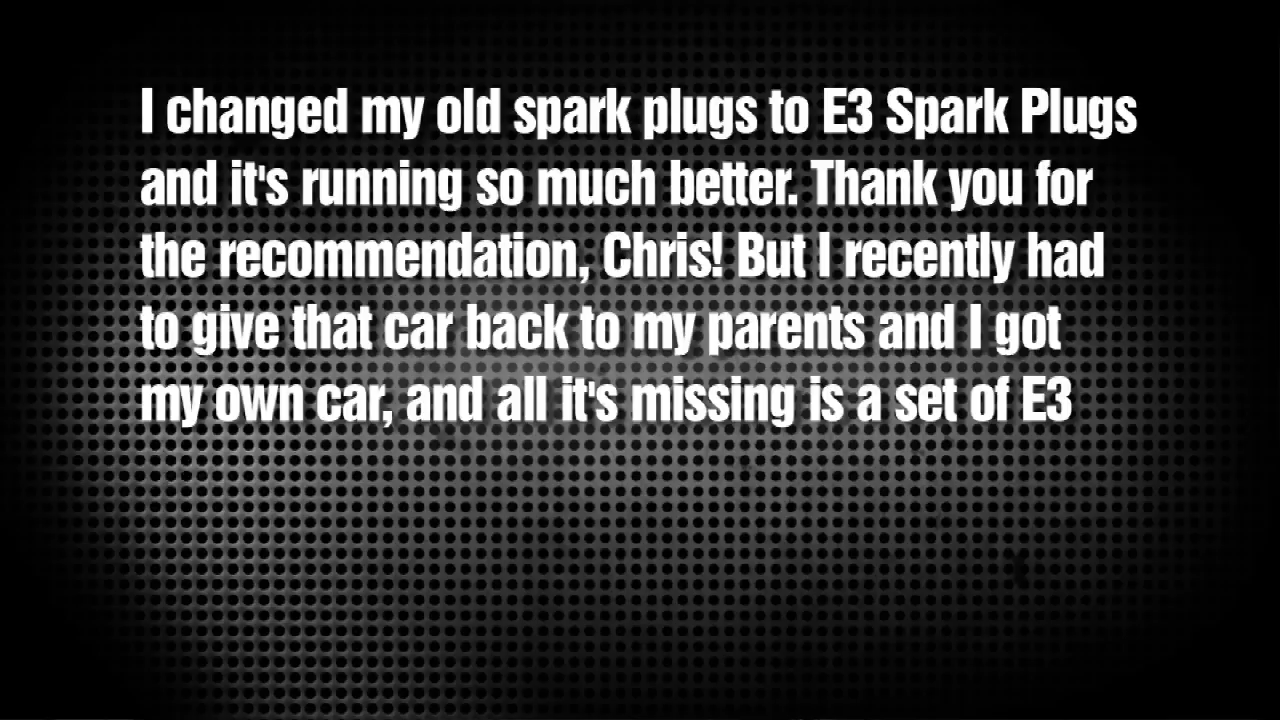 I changed my old spark plugs to E3 Spark Plugs
and it's running so much better. Thank you for
the recommendation, Chris! But I recently had
to give that car back to my parents and I got
my own car, and all it's missing is a set of E3